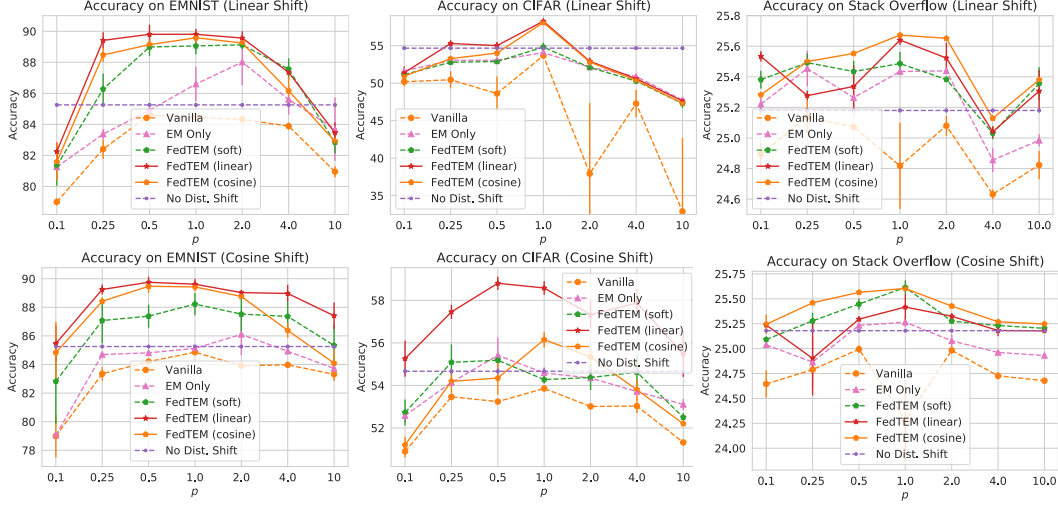 Accuracy on EMNIST (Linear Shift)
Accuracy
90
88
86
84
82
80
Vanilla
EM Only
FedTEM (soft)
FedTEM (linear)
FedTEM (cosine)
No Dist. Shift
0.1 0.25 0.5 1.0 2.0 4.0 10
p
Accuracy on CIFAR (Linear Shift)
Accuracy
55
50
45
40
35
Vanilla
EM Only
FedTEM (soft)
FedTEM (linear)
FedTEM (cosine)
No Dist. Shift
0.1 0.25 0.5 1.0 2.0 4.0 10
p
Accuracy on Stack Overflow (Linear Shift)
Accuracy
25.8
25.6
25.4
25.2
25.0
24.8
24.6
Vanilla
EM Only
FedTEM (soft)
FedTEM (linear)
FedTEM (cosine)
No Dist. Shift
0.1 0.25 0.5 1.0 2.0 4.0 10.0
p
Accuracy on EMNIST (Cosine Shift)
Accuracy
90
88
86
84
82
80
78
Vanilla
EM Only
FedTEM (soft)
FedTEM (linear)
FedTEM (cosine)
No Dist. Shift
0.1 0.25 0.5 1.0 2.0 4.0 10
p
Accuracy on CIFAR (Cosine Shift)
Accuracy
58
56
54
52
Vanilla
EM Only
FedTEM (soft)
FedTEM (linear)
FedTEM (cosine)
No Dist. Shift
0.1 0.25 0.5 1.0 2.0 4.0 10
p
Accuracy on Stack Overflow (Cosine Shift)
Accuracy
25.75
25.50
25.25
25.00
24.75
24.50
24.25
24.00
Vanilla
EM Only
FedTEM (soft)
FedTEM (linear)
FedTEM (cosine)
No Dist. Shift
0.1 0.25 0.5 1.0 2.0 4.0 10.0
p